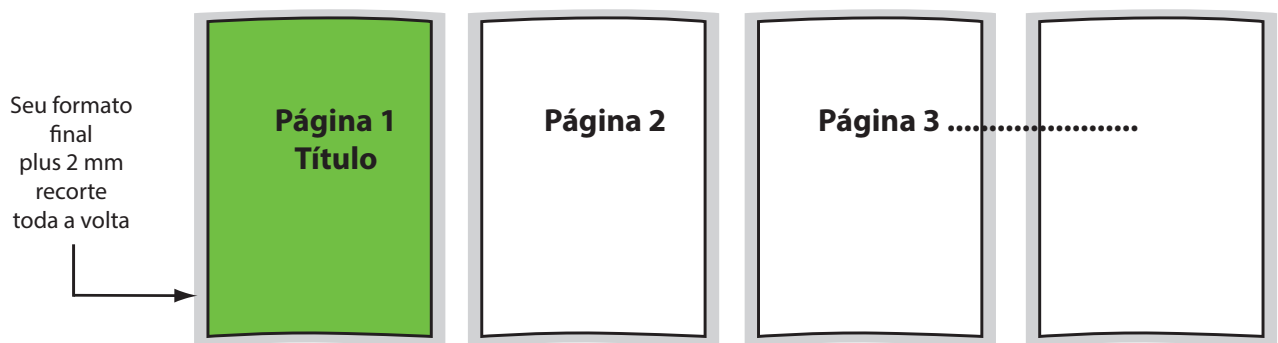 Seu formato
final
plus 2 mm
recorte
toda a volta
Página 1
Título
Página 2
Página 3 .......................